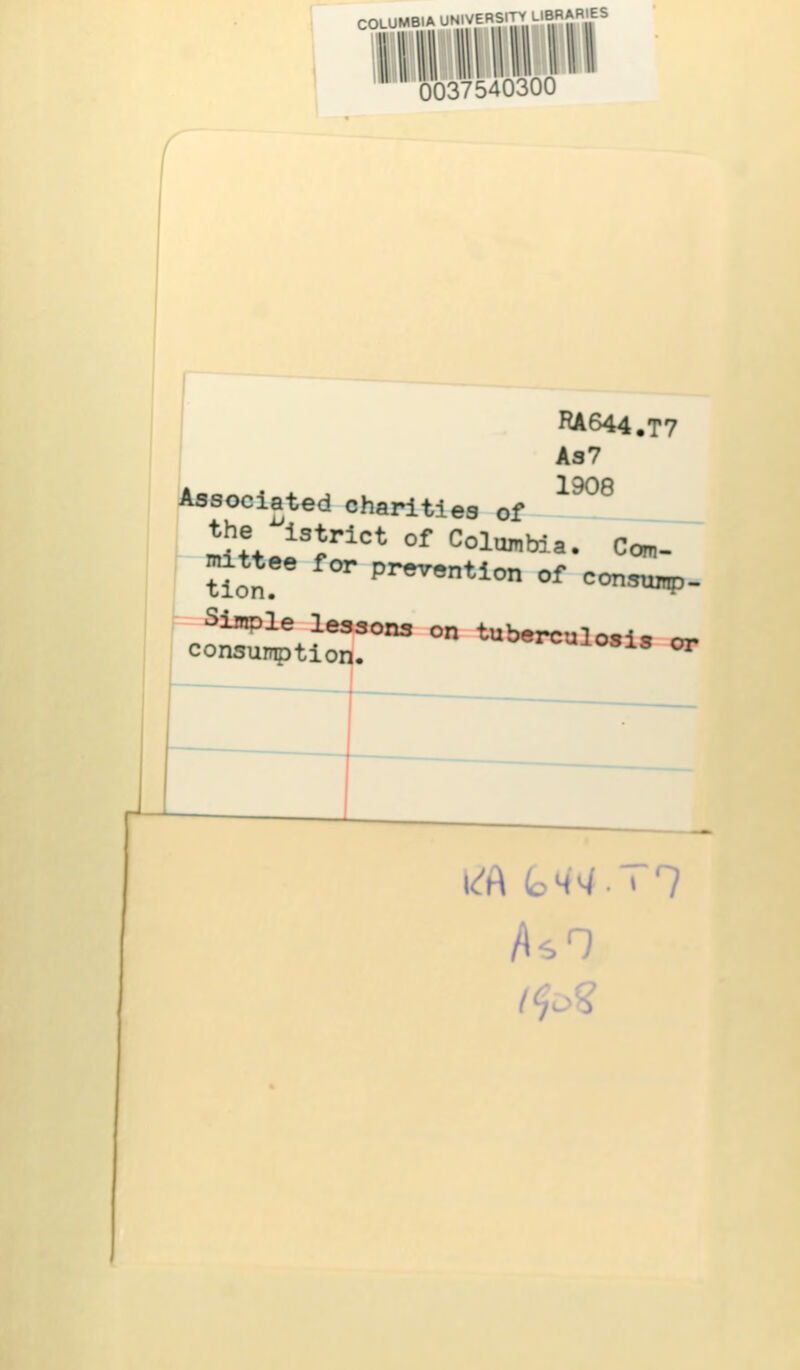 COLUMBIA UNIVERSITY LIBRARIES
0037540300
RA644.T7
As7
1908
Associated charities of
the District of Columbia. Com-
mittee for prevention of consump-
tion.
Simple lessons on tuberculosis or
consumption.
RA 644.T7
As7
1908